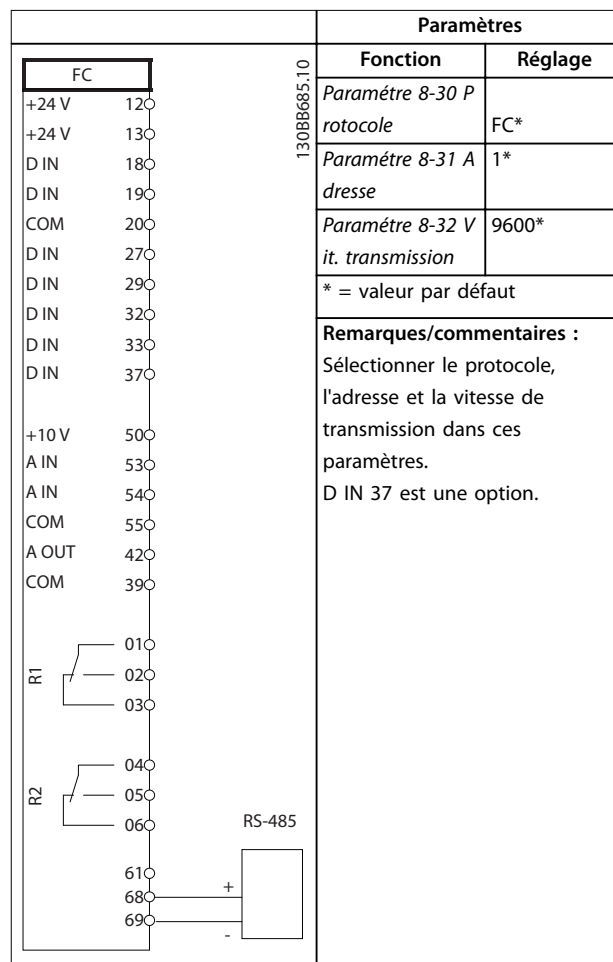 Paramètres
Fonction Réglage
Paramétre 8-30 P
rotocole FC*
Paramétre 8-31 A 1*
dresse
Paramétre 8-32 V 9600*
it. transmission
* = valeur par défaut
Remarques/commentaires :
Sélectionner le protocole,
l'adresse et la vitesse de
transmission dans ces
paramètres.
D IN 37 est une option.
FC
130BB685.10
+24 V 12
+24 V 13
D IN 18
D IN 19
COM 20
D IN 27
D IN 29
D IN 32
D IN 33
D IN 37
+10 V 50
A IN 53
A IN 54
COM 55
A OUT 42
COM 39
R1
01
02
03
R2
04
05
06
RS-485
61
68 +
69 -